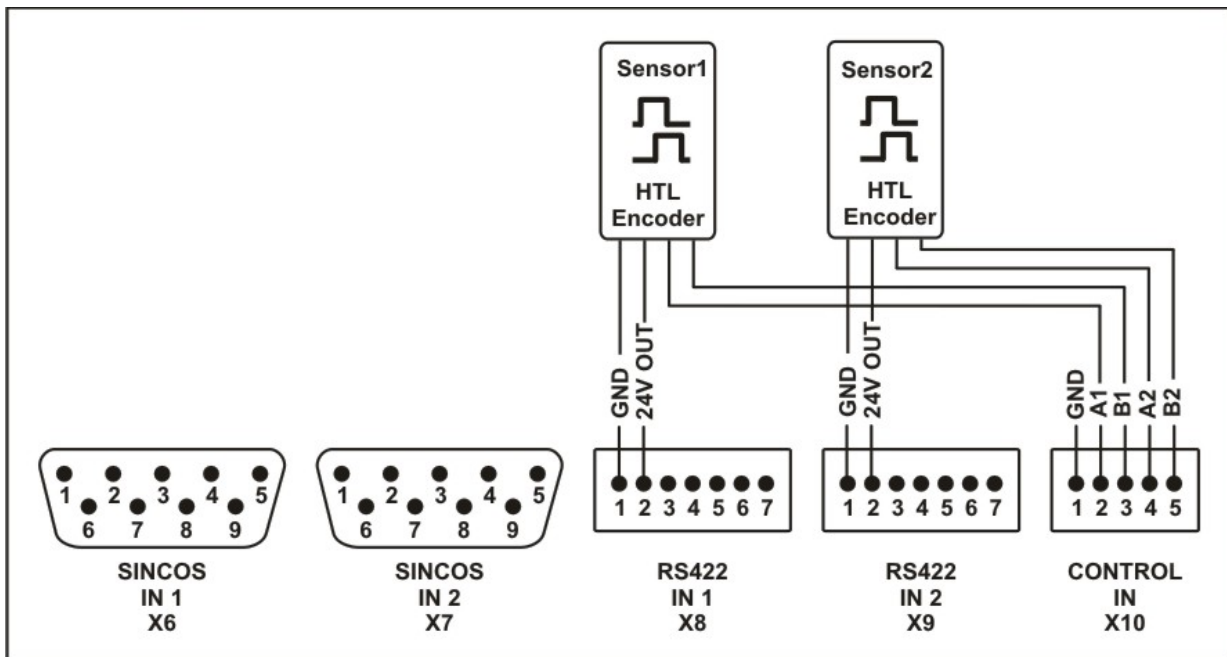 Sensor1
HTL
Encoder
Sensor2
HTL
Encoder
GND
24V OUT
GND
24V OUT
GND
A1
B1
A2
B2
1 2 3 4 5
6 7 8 9
SINCOS
IN 1
X6
1 2 3 4 5
6 7 8 9
SINCOS
IN 2
X7
1 2 3 4 5 6 7
RS422
IN 1
X8
1 2 3 4 5 6 7
RS422
IN 2
X9
1 2 3 4 5
CONTROL
IN
X10